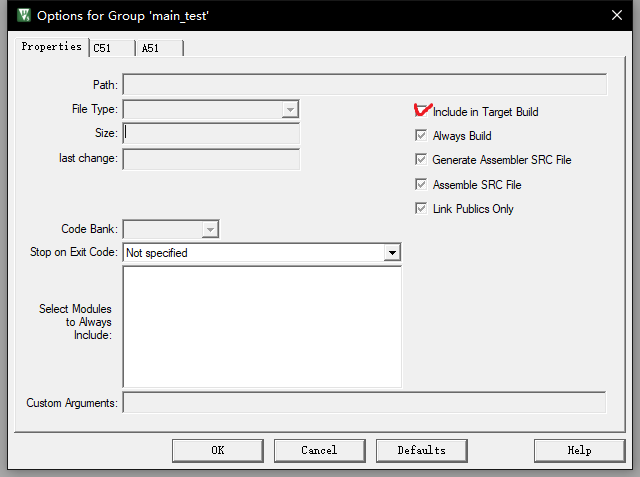 Options for Group 'main_test'
Properties C51 A51
Path:
File Type:
Include in Target Build
Size:
Always Build
last change:
Generate Assembler SRC File
Assemble SRC File
Link Publics Only
Code Bank:
Stop on Exit Code: Not specified
Select Modules
to Always
Include:
Custom Arguments:
OK Cancel Defaults Help